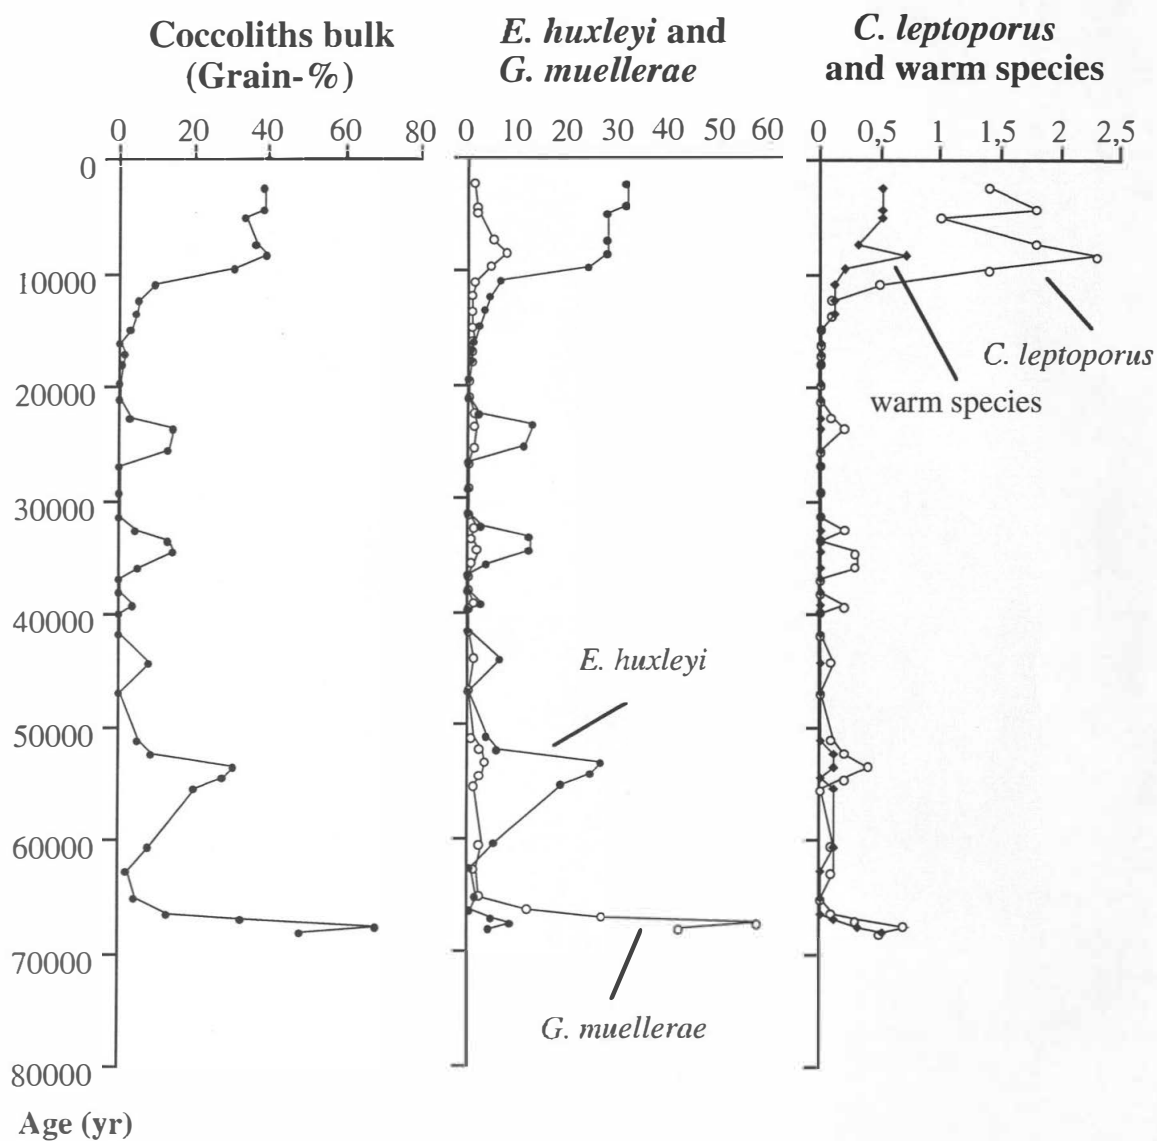 Coccoliths bulk
(Grain-%)
E. huxleyi and
G. muellerae
C. leptoporus
and warm species
0 20 40 60 80
0 10 20 30 40 50 60
0 0,5 1 1,5 2 2,5
0
10000
20000
30000
40000
50000
60000
70000
80000
C. leptoporus
warm species
E. huxleyi
G. muellerae
Age (yr)